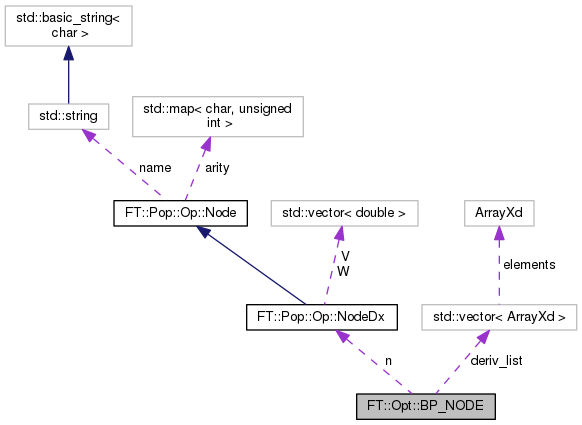 std::basic_string<
char >
std::string
std::map< char, unsigned
int >
name
arity
FT::Pop::Op::Node
std::vector< double >
ArrayXd
V
W
elements
FT::Pop::Op::NodeDx
std::vector< ArrayXd >
n
deriv_list
FT::Opt::BP_NODE